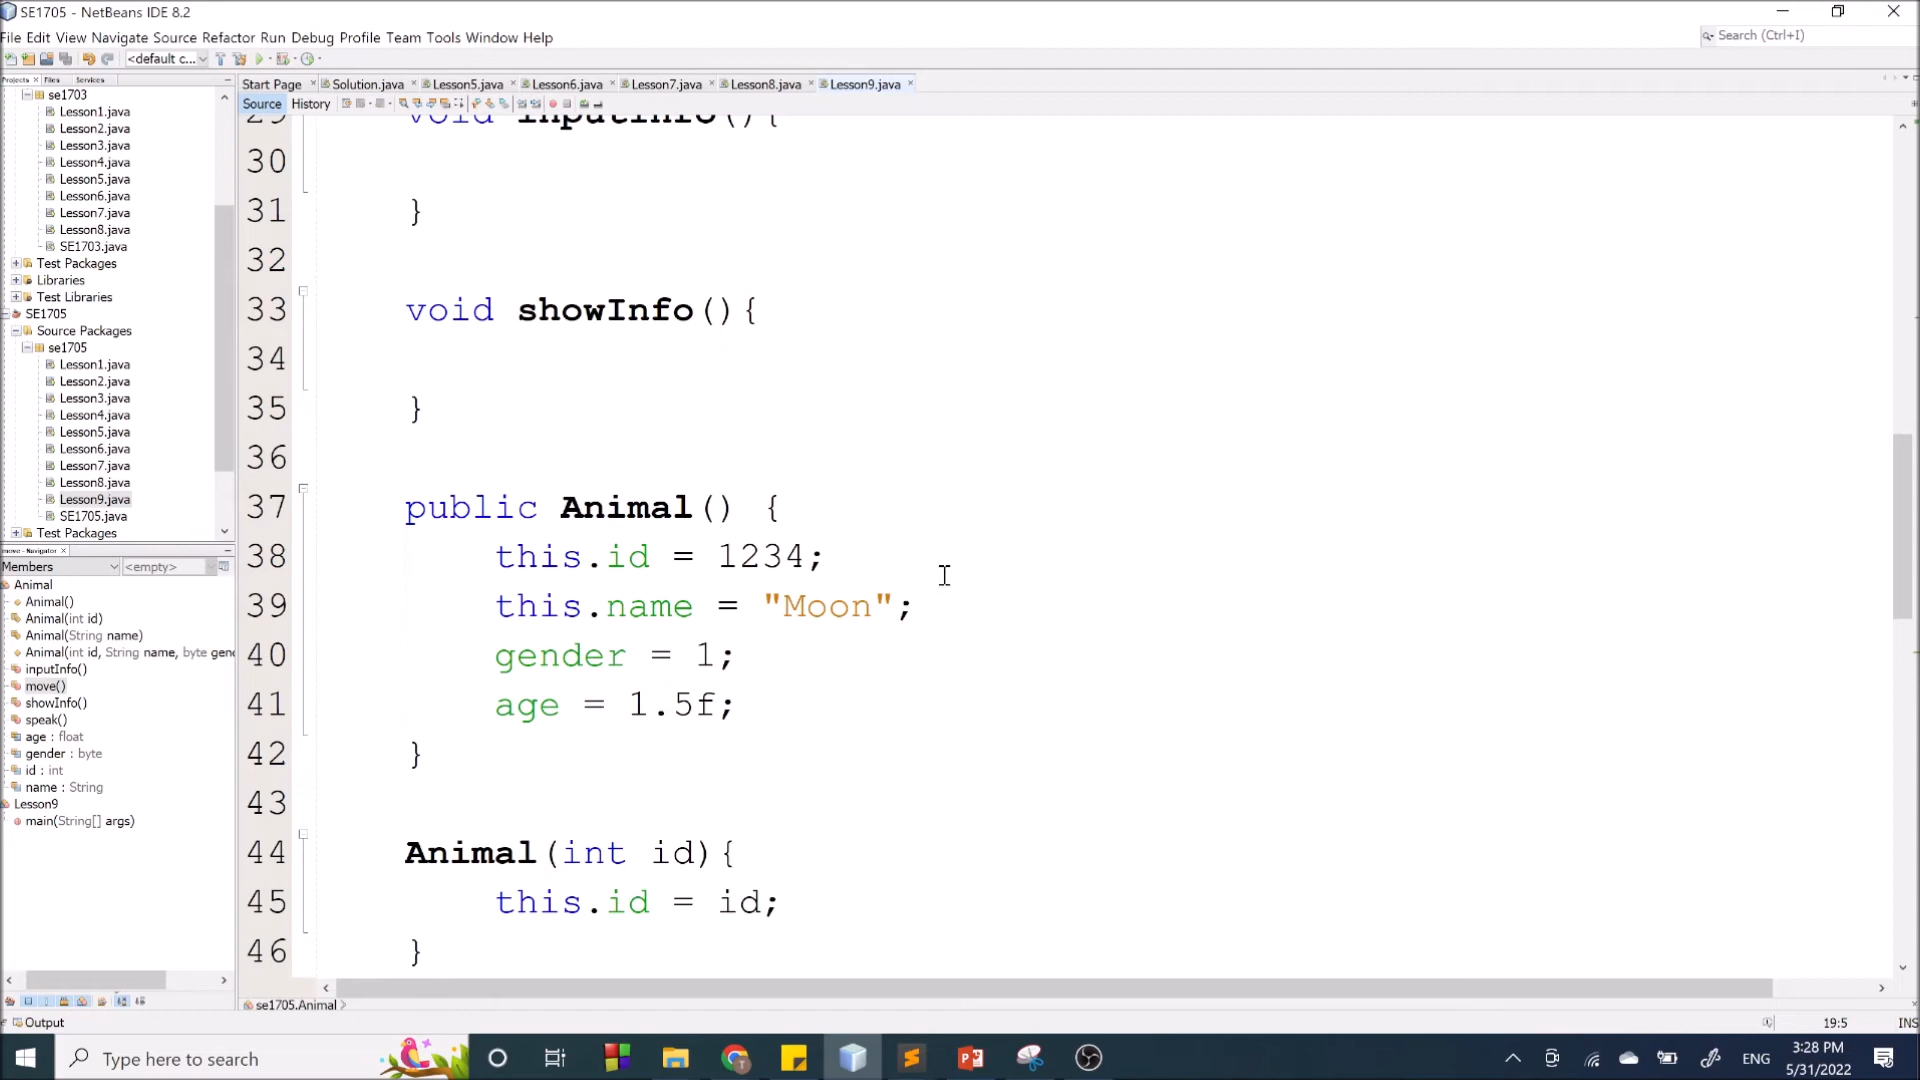 SE1705 - NetBeans IDE 8.2
File Edit View Navigate Source Refactor Run Debug Profile Team Tools Window Help
Search (Ctrl+I)
<default c...
Projects Files Services
Start Page Solution.java Lesson5.java Lesson6.java Lesson7.java Lesson8.java Lesson9.java
Source History
se1703
Lesson1.java
Lesson2.java
Lesson3.java
Lesson4.java
Lesson5.java
Lesson6.java
Lesson7.java
Lesson8.java
SE1703.java
Test Packages
Libraries
Test Libraries
SE1705
Source Packages
se1705
Lesson1.java
Lesson2.java
Lesson3.java
Lesson4.java
Lesson5.java
Lesson6.java
Lesson7.java
Lesson8.java
Lesson9.java
SE1705.java
Test Packages
move - Navigator
Members <empty>
Animal
Animal()
Animal(int id)
Animal(String name)
Animal(int id, String name, byte gend
inputInfo()
move()
showInfo()
speak()
age : float
gender : byte
id : int
name : String
Lesson9
main(String[] args)
29 void inputInfo(){
30
31 }
32
33 void showInfo(){
34
35 }
36
37 public Animal() {
38 this.id = 1234;
39 this.name = "Moon";
40 gender = 1;
41 age = 1.5f;
42 }
43
44 Animal(int id){
45 this.id = id;
46 }
se1705.Animal
Output
19:5 INS
Type here to search
ENG
3:28 PM
5/31/2022